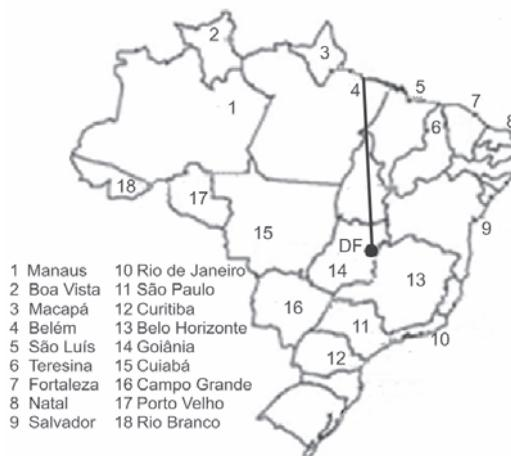 2
3
4
5
7
8
1
6
18
17
9
15
DF
14
13
16
11
10
12
1 Manaus 10 Rio de Janeiro
2 Boa Vista 11 São Paulo
3 Macapá 12 Curitiba
4 Belém 13 Belo Horizonte
5 São Luís 14 Goiânia
6 Teresina 15 Cuiabá
7 Fortaleza 16 Campo Grande
8 Natal 17 Porto Velho
9 Salvador 18 Rio Branco